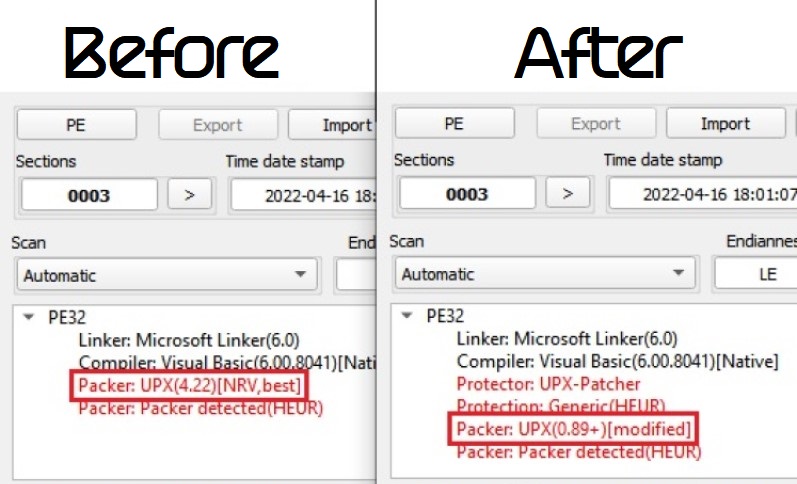 Before
PE
Export
Import
Sections
Time date stamp
0003
>
2022-04-16 18:
Scan
End
Automatic
PE32
Linker: Microsoft Linker(6.0)
Compiler: Visual Basic(6.00.8041)[Nati
Packer: UPX(4.22)[NRV,best]
Packer: Packer detected(HEUR)
After
PE
Export
Import
Sections
Time date stamp
0003
>
2022-04-16 18:01:07
Scan
Endiannes
Automatic
LE
PE32
Linker: Microsoft Linker(6.0)
Compiler: Visual Basic(6.00.8041)[Native]
Protector: UPX-Patcher
Protection: Generic(HEUR)
Packer: UPX(0.89+)[modified]
Packer: Packer detected(HEUR)